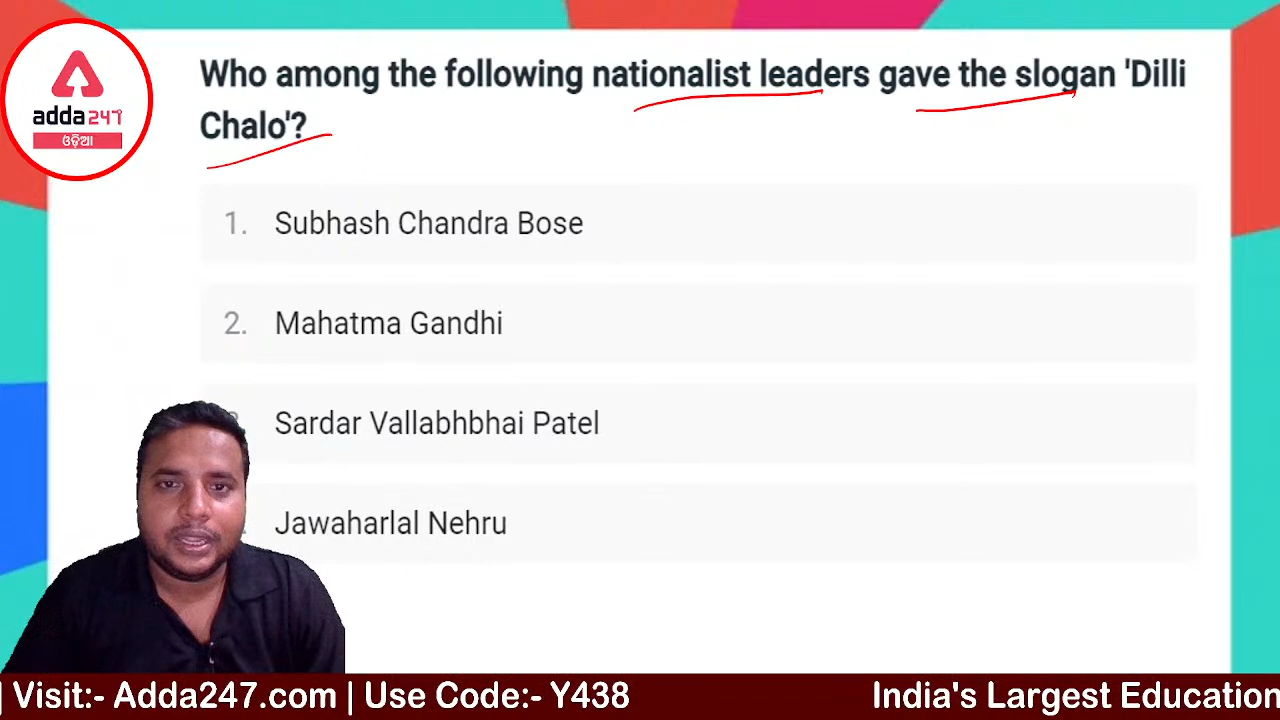 Who among the following nationalist leaders gave the slogan 'Dilli
Chalo'?
adda247
ଓଡ଼ିଆ
1. Subhash Chandra Bose
2. Mahatma Gandhi
Sardar Vallabhbhai Patel
Jawaharlal Nehru
| Visit:- Adda247.com | Use Code:- Y438
India's Largest Education